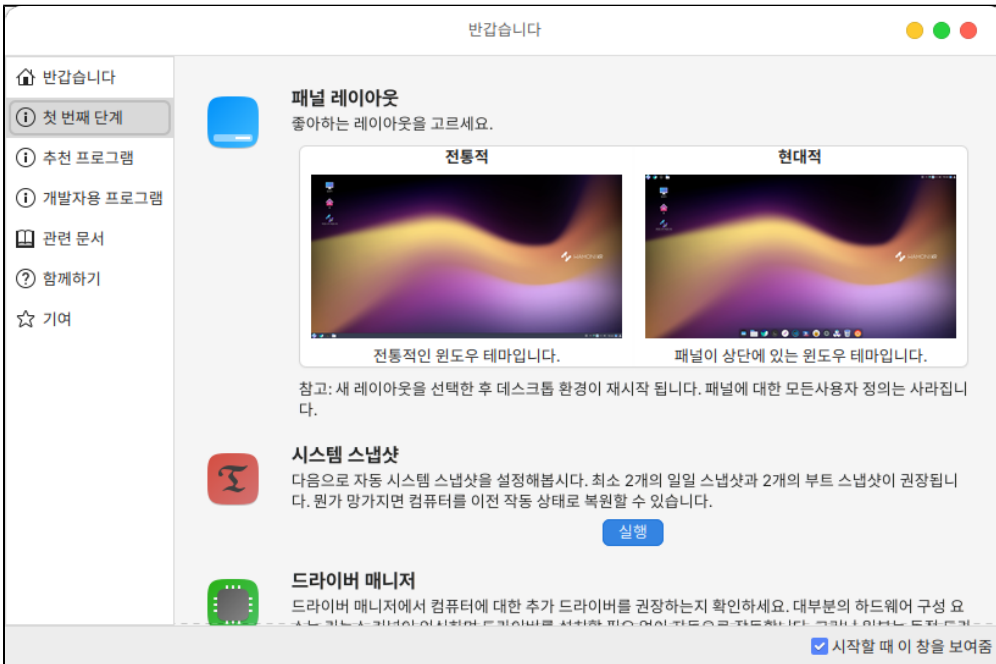 반갑습니다
반갑습니다
첫 번째 단계
추천 프로그램
개발자용 프로그램
관련 문서
함께하기
기여
패널 레이아웃
좋아하는 레이아웃을 고르세요.
전통적
현대적
HAMONIKR
HAMONIKR
전통적인 윈도우 테마입니다.
패널이 상단에 있는 윈도우 테마입니다.
참고: 새 레이아웃을 선택한 후 데스크톱 환경이 재시작 됩니다. 패널에 대한 모든사용자 정의는 사라집니
다.
시스템 스냅샷
다음으로 자동 시스템 스냅샷을 설정해봅시다. 최소 2개의 일일 스냅샷과 2개의 부트 스냅샷이 권장됩니
다. 뭔가 망가지면 컴퓨터를 이전 작동 상태로 복원할 수 있습니다.
실행
드라이버 매니저
드라이버 매니저에서 컴퓨터에 대한 추가 드라이버를 권장하는지 확인하세요. 대부분의 하드웨어 구성 요
시작할 때 이 창을 보여줌